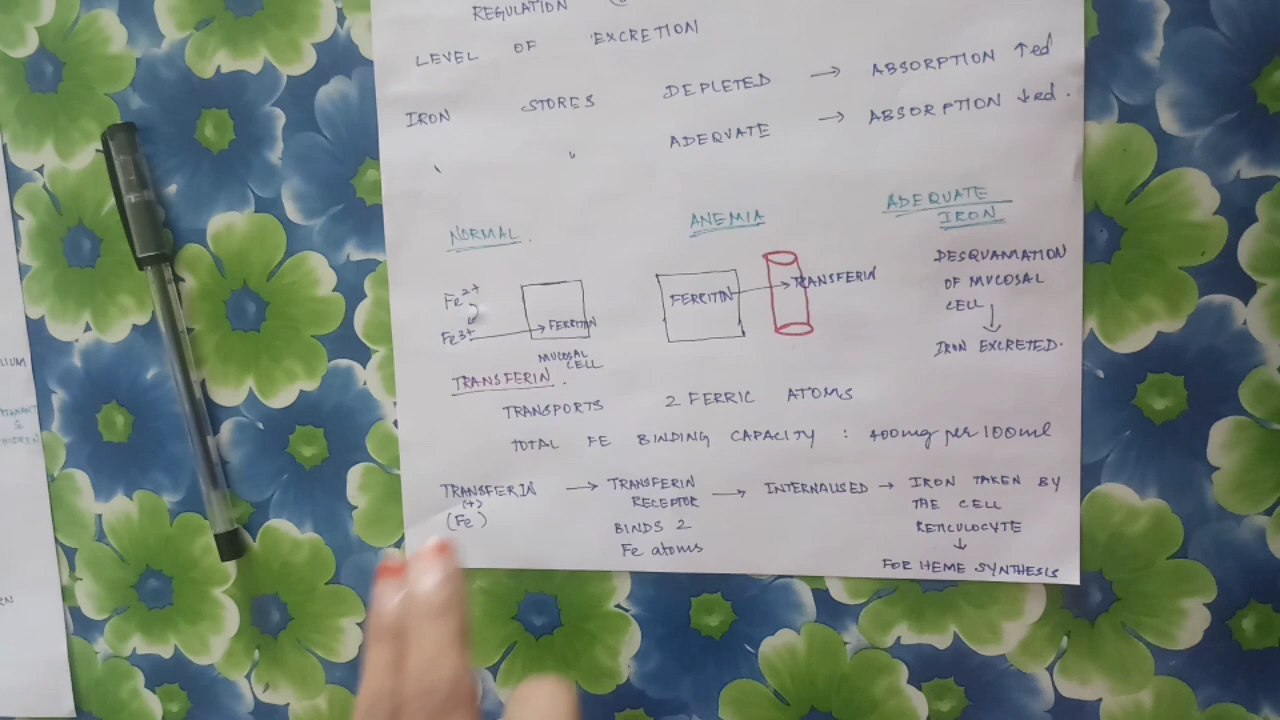 REGULATION
LEVEL OF EXCRETION
IRON STORES DEPLETED → ABSORPTION ↑ed
" " ADEQUATE → ABSORPTION ↓ed.
NORMAL.
ANEMIA
ADEQUATE
IRON
Fe2+
Fe3+ → FERRITIN
MUCOSAL
CELL
FERRITIN → TRANSFERIN
DESQUAMATION
OF MUCOSAL
CELL
↓
IRON EXCRETED.
TRANSFERIN.
TRANSPORTS 2 FERRIC ATOMS
TOTAL FE BINDING CAPACITY : 400mg per 100ml
TRANSFERIN → TRANSFERIN → INTERNALISED → IRON TAKEN BY
(+) RECEPTOR THE CELL
(Fe) BINDS 2 RETICULOCYTE
Fe atoms ↓
FOR HEME SYNTHESIS
LIUM
&